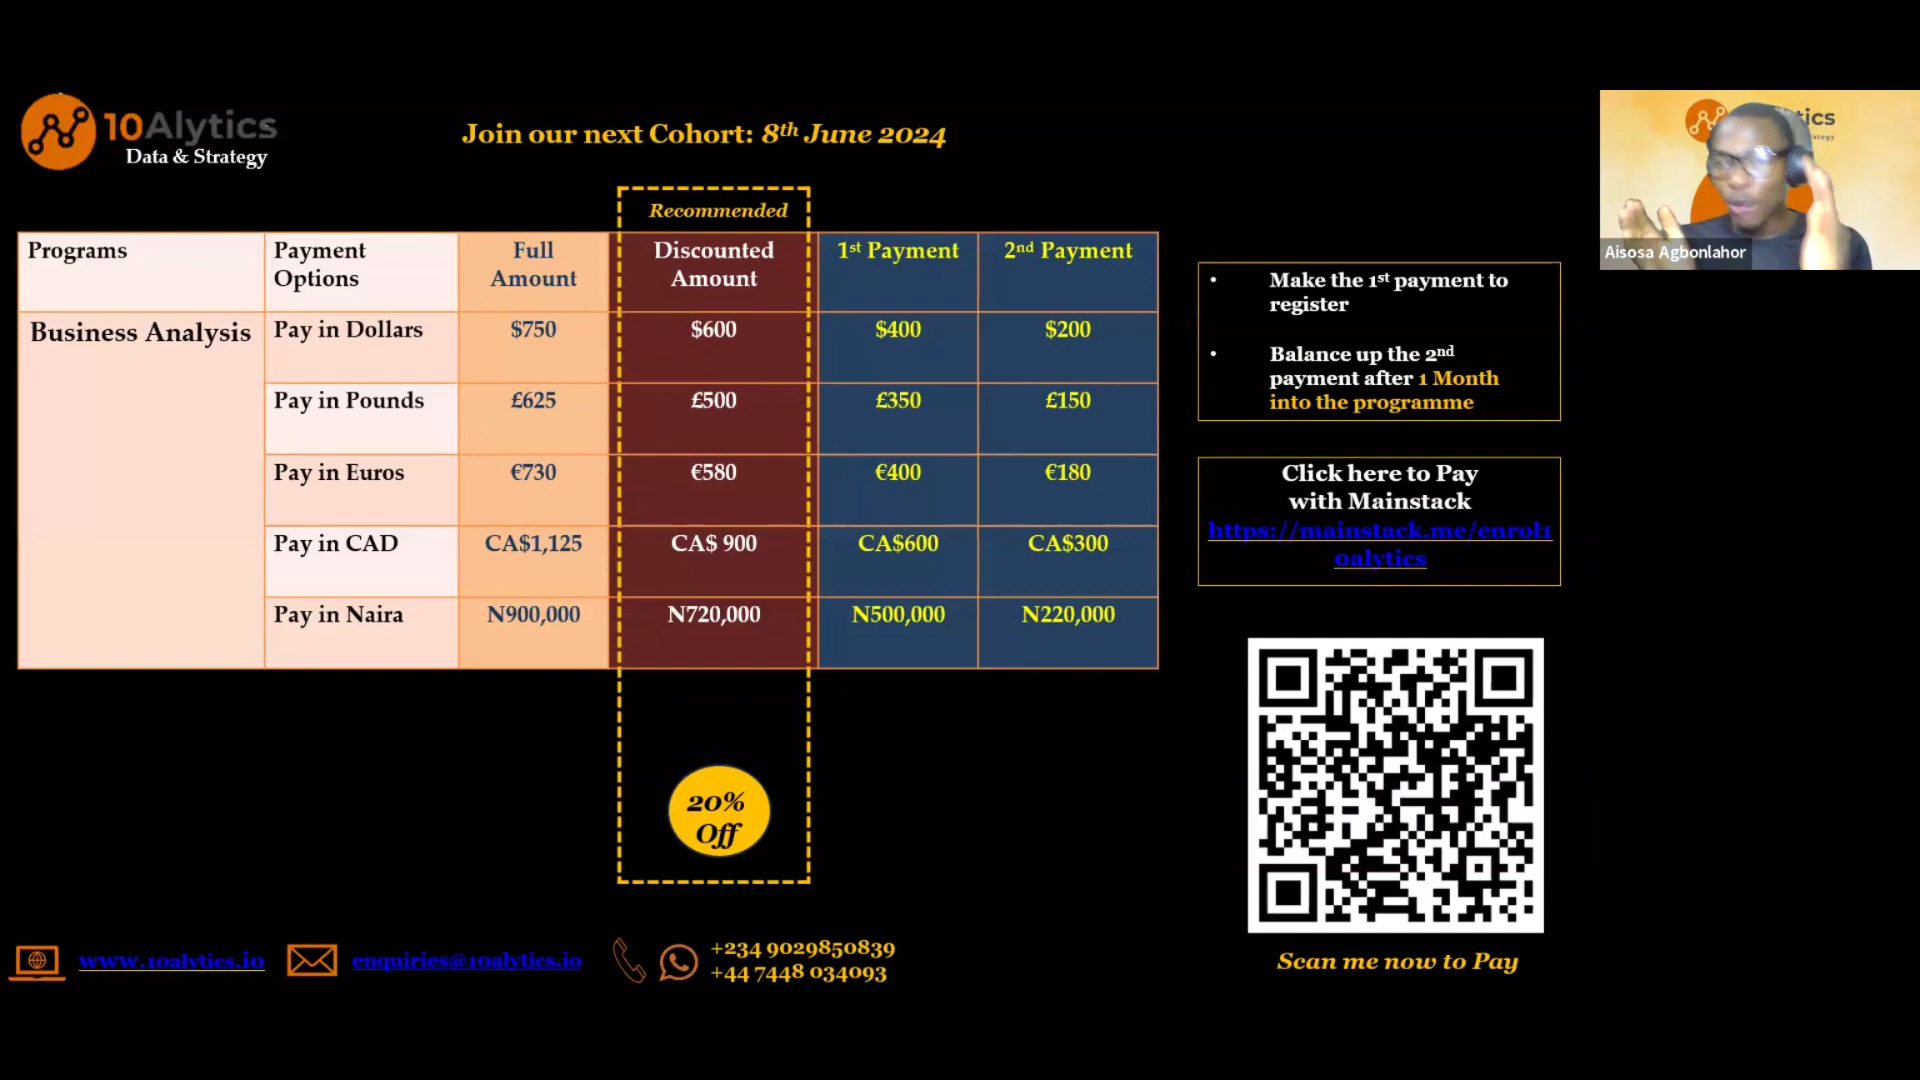 10Alytics
Data & Strategy
Join our next Cohort: 8th June 2024
Recommended
Programs
Payment
Options
Full
Amount
Discounted
Amount
1st Payment
2nd Payment
Business Analysis
Pay in Dollars
$750
$600
$400
$200
Pay in Pounds
£625
£500
£350
£150
Pay in Euros
€730
€580
€400
€180
Pay in CAD
CA$1,125
CA$ 900
CA$600
CA$300
Pay in Naira
N900,000
N720,000
N500,000
N220,000
20%
Off
• Make the 1st payment to
register
• Balance up the 2nd
payment after 1 Month
into the programme
Click here to Pay
with Mainstack
https://mainstack.me/enrol1
0alytics
Scan me now to Pay
www.10alytics.io
enquiries@10alytics.io
+234 9029850839
+44 7448 034093
Aisosa Agbonlahor